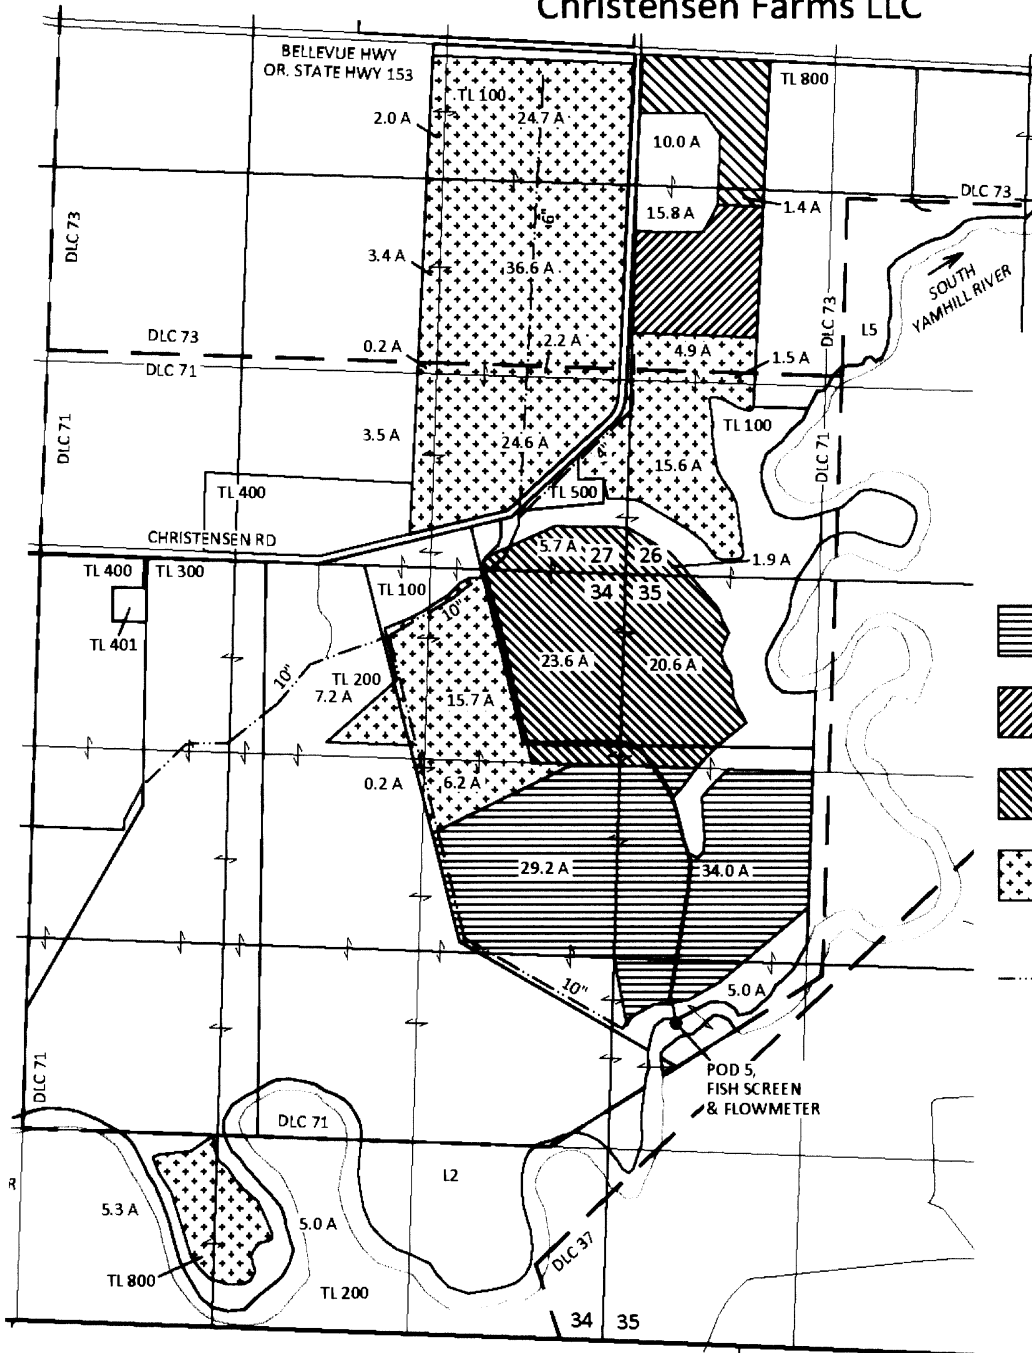 Christensen Farms LLC
BELLEVUE HWY
OR. STATE HWY 153
TL 100
TL 800
2.0 A
24.7 A
10.0 A
DLC 73
1.4 A
15.8 A
6"
DLC 73
3.4 A
36.6 A
SOUTH
YAMHILL RIVER
DLC 73
L5
DLC 73
0.2 A
2.2 A
4.9 A
1.5 A
DLC 71
DLC 71
3.5 A
24.6 A
4"
TL 100
DLC 71
15.6 A
TL 400
TL 500
CHRISTENSEN RD
5.7 A
27
26
1.9 A
TL 400
TL 300
TL 100
10"
34
35
TL 401
10"
TL 200
7.2 A
23.6 A
20.6 A
15.7 A
0.2 A
6.2 A
29.2 A
34.0 A
10"
5.0 A
DLC 71
POD 5,
FISH SCREEN
& FLOWMETER
DLC 71
L2
R
5.3 A
5.0 A
DLC 37
TL 800
TL 200
34
35